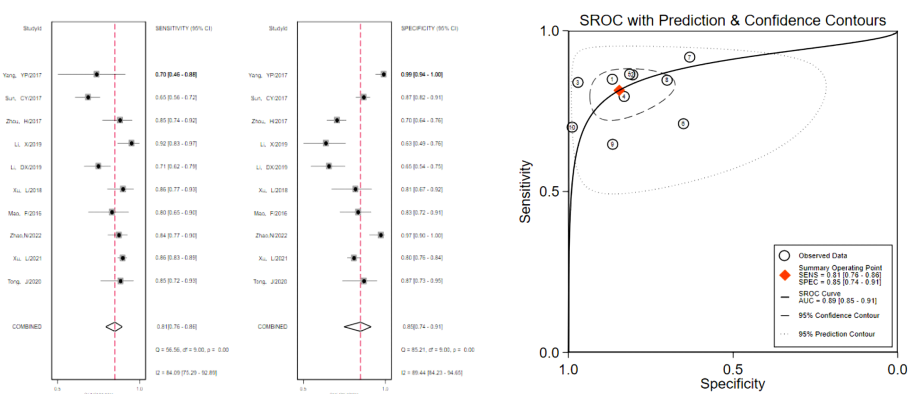 StudyId
SENSITIVITY (95% CI)
Yang, YP/2017
0.70 [0.46 - 0.88]
Sun, CY/2017
0.65 [0.56 - 0.72]
Zhou, H/2017
0.85 [0.74 - 0.92]
Li, X/2019
0.92 [0.83 - 0.97]
Li, DX/2019
0.71 [0.62 - 0.79]
Xu, L/2018
0.86 [0.77 - 0.93]
Mao, F/2016
0.80 [0.65 - 0.90]
Zhao,N/2022
0.84 [0.77 - 0.90]
Xu, L/2021
0.86 [0.83 - 0.89]
Tong, J/2020
0.85 [0.72 - 0.93]
COMBINED
0.81[0.76 - 0.86]
Q = 56.56, df = 9.00, p = 0.00
I2 = 84.09 [75.29 - 92.89]
0.5
1.0
StudyId
SPECIFICITY (95% CI)
Yang, YP/2017
0.99 [0.94 - 1.00]
Sun, CY/2017
0.87 [0.82 - 0.91]
Zhou, H/2017
0.70 [0.64 - 0.76]
Li, X/2019
0.63 [0.49 - 0.76]
Li, DX/2019
0.65 [0.54 - 0.75]
Xu, L/2018
0.81 [0.67 - 0.92]
Mao, F/2016
0.83 [0.72 - 0.91]
Zhao,N/2022
0.97 [0.90 - 1.00]
Xu, L/2021
0.80 [0.76 - 0.84]
Tong, J/2020
0.87 [0.73 - 0.95]
COMBINED
0.85[0.74 - 0.91]
Q = 85.21, df = 9.00, p = 0.00
I2 = 89.44 [84.23 - 94.65]
1.0
SROC with Prediction & Confidence Contours
1.0
0.5
0.0
Sensitivity
7
3
1
8
4
6
9
10
Observed Data
Summary Operating Point
SENS = 0.81 [0.76 - 0.86]
SPEC = 0.85 [0.74 - 0.91]
SROC Curve
AUC = 0.89 [0.85 - 0.91]
95% Confidence Contour
95% Prediction Contour
1.0
0.5
0.0
Specificity